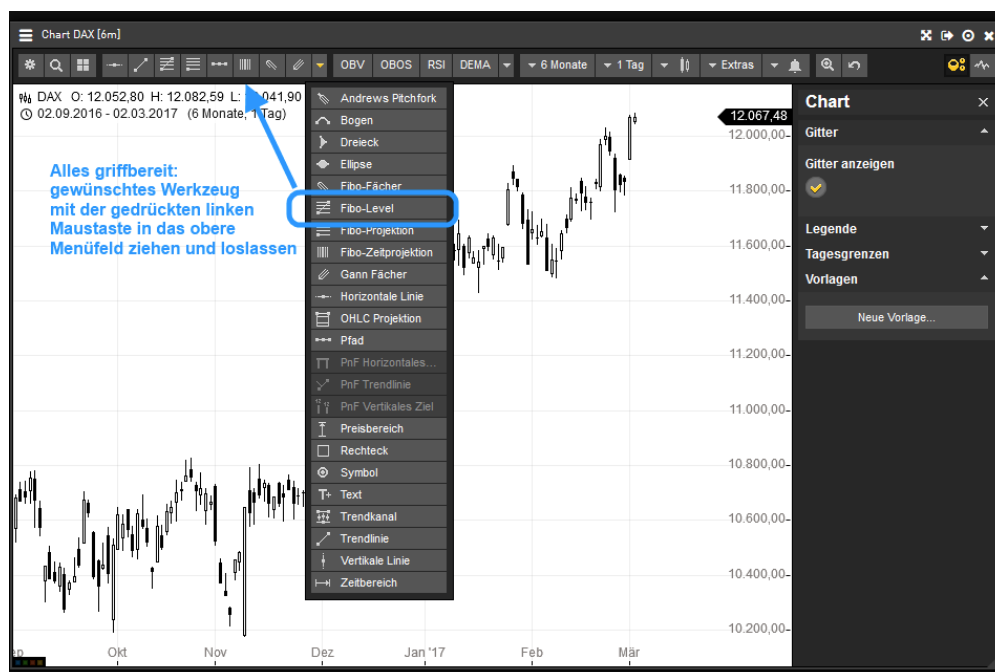 Chart DAX [6m]
OBV OBOS RSI DEMA 6 Monate 1 Tag Extras
DAX O: 12.052,80 H: 12.082,59 L: 041,90
02.09.2016 - 02.03.2017 (6 Monate, 1 Tag)
Alles griffbereit:
gewünschtes Werkzeug
mit der gedrückten linken
Maustaste in das obere
Menüfeld ziehen und loslassen
Andrews Pitchfork
Bogen
Dreieck
Ellipse
Fibo-Fächer
Fibo-Level
Fibo-Projektion
Fibo-Zeitprojektion
Gann Fächer
Horizontale Linie
OHLC Projektion
Pfad
PnF Horizontales...
PnF Trendlinie
PnF Vertikales Ziel
Preisbereich
Rechteck
Symbol
Text
Trendkanal
Trendlinie
Vertikale Linie
Zeitbereich
12.067,48
12.000,00
11.800,00
11.600,00
11.400,00
11.200,00
11.000,00
10.800,00
10.600,00
10.400,00
10.200,00
Okt Nov Dez Jan '17 Feb Mär
Chart
Gitter
Gitter anzeigen
Legende
Tagesgrenzen
Vorlagen
Neue Vorlage...